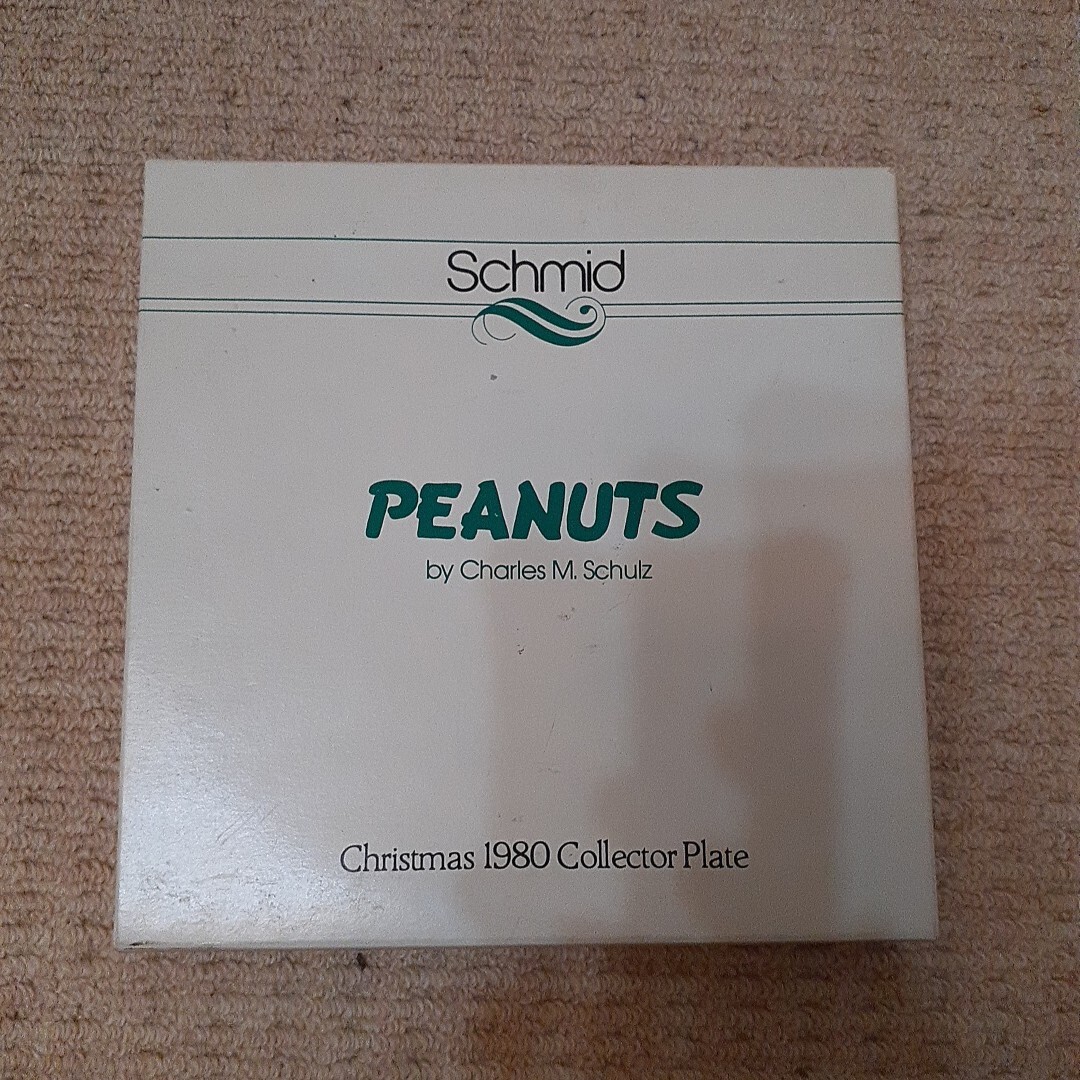 Schmid
PEANUTS
by Charles M. Schulz
Christmas 1980 Collector Plate